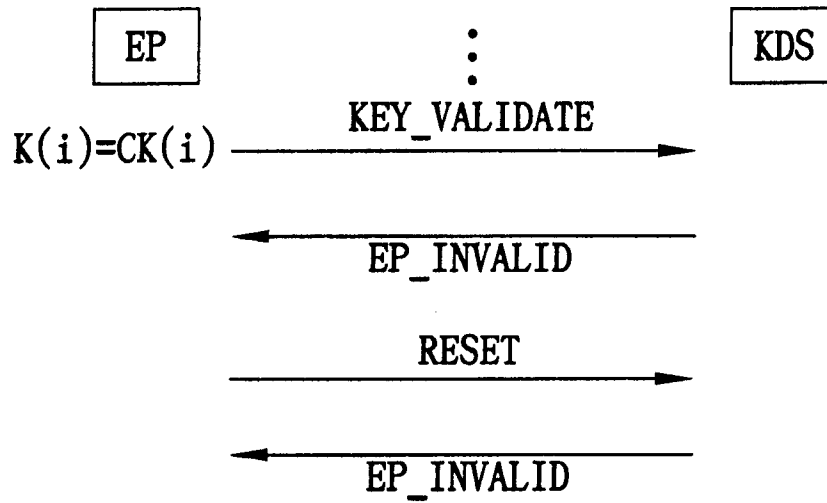 EP
KDS
KEY_VALIDATE
K(i)=CK(i)
EP_INVALID
RESET
EP_INVALID